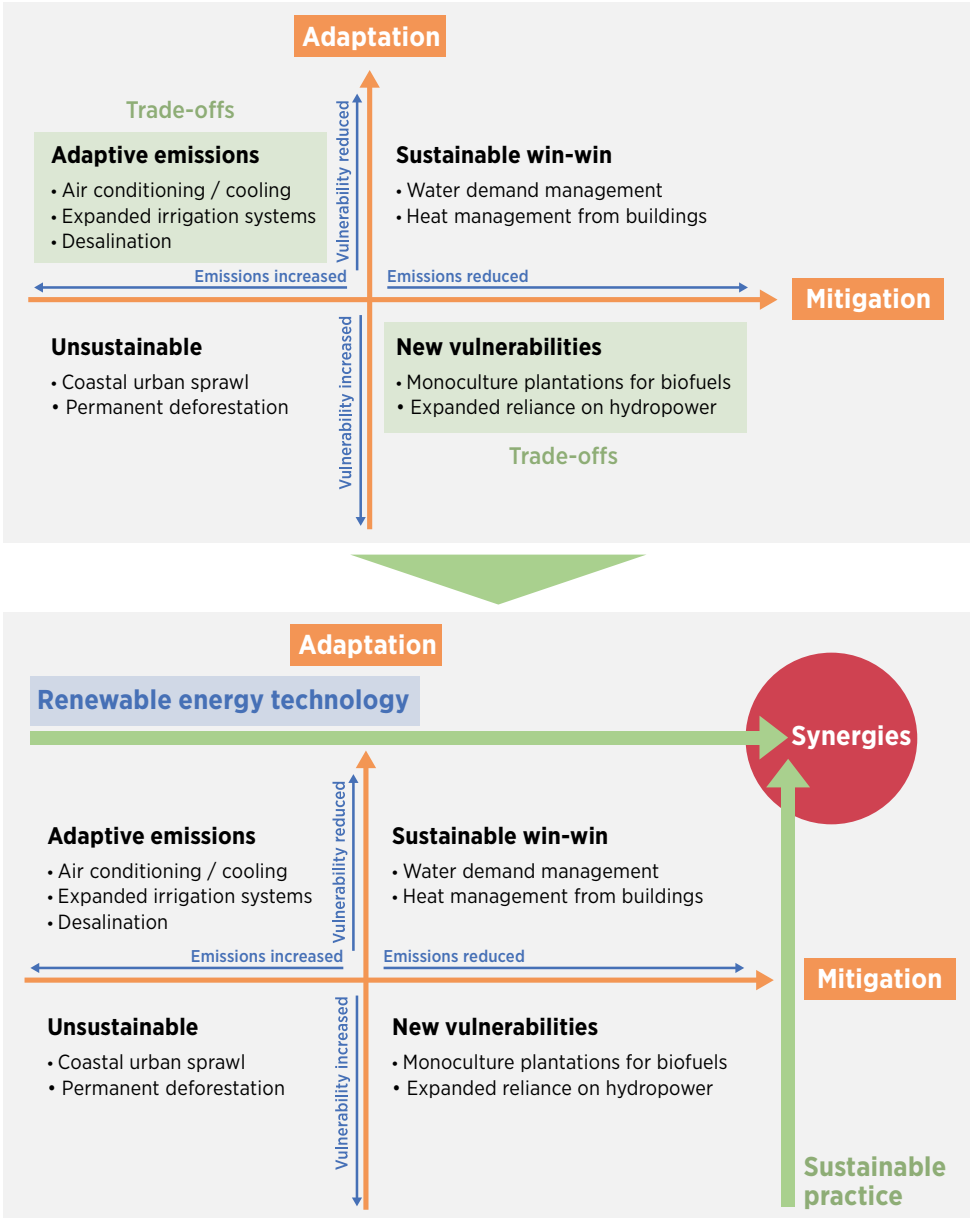 Adaptation
Trade-offs
Vulnerability reduced
Adaptive emissions
• Air conditioning / cooling
• Expanded irrigation systems
• Desalination
Sustainable win-win
• Water demand management
• Heat management from buildings
Emissions increased
Emissions reduced
Mitigation
Unsustainable
• Coastal urban sprawl
• Permanent deforestation
Vulnerability increased
New vulnerabilities
• Monoculture plantations for biofuels
• Expanded reliance on hydropower
Trade-offs
Adaptation
Renewable energy technology
Synergies
Vulnerability reduced
Adaptive emissions
• Air conditioning / cooling
• Expanded irrigation systems
• Desalination
Sustainable win-win
• Water demand management
• Heat management from buildings
Emissions increased
Emissions reduced
Mitigation
Unsustainable
• Coastal urban sprawl
• Permanent deforestation
Vulnerability increased
New vulnerabilities
• Monoculture plantations for biofuels
• Expanded reliance on hydropower
Sustainable
practice